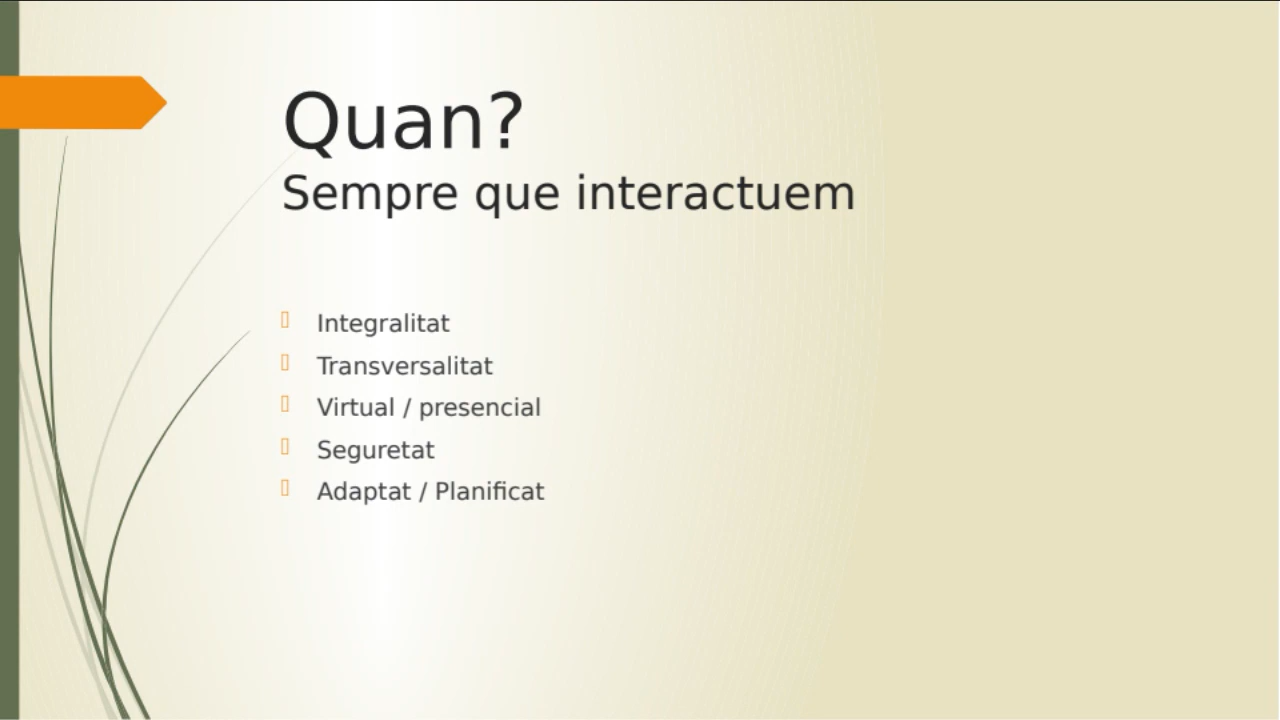 Quan?
Sempre que interactuem
Integralitat
Transversalitat
Virtual / presencial
Seguretat
Adaptat / Planificat